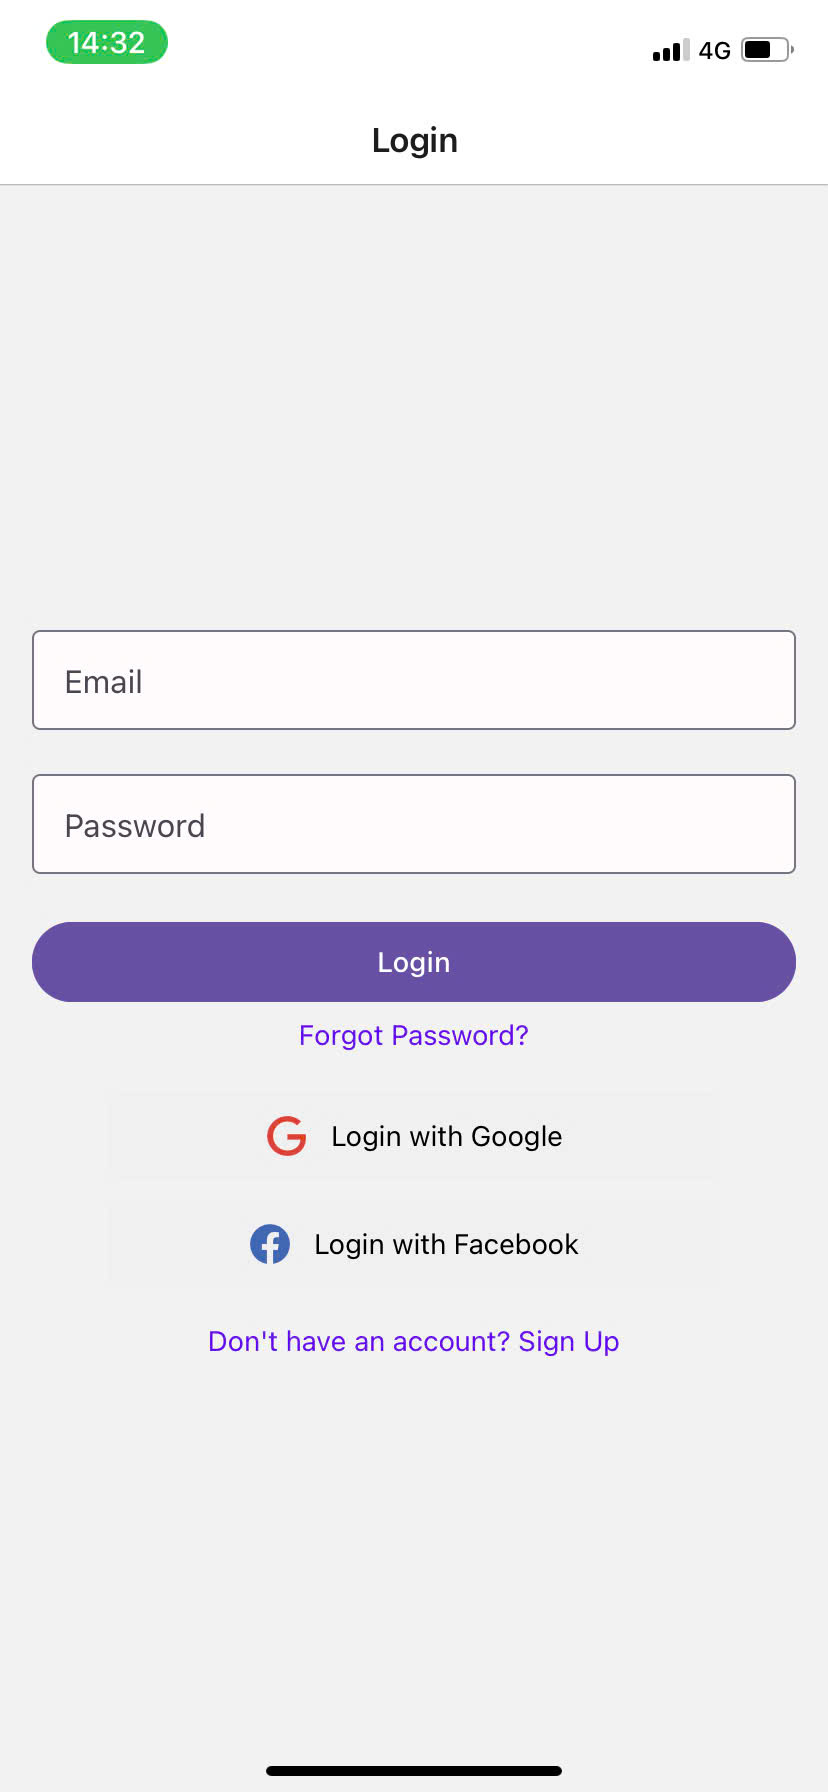 14:32
4G
Login
Email
Password
Login
Forgot Password?
Login with Google
Login with Facebook
Don't have an account? Sign Up